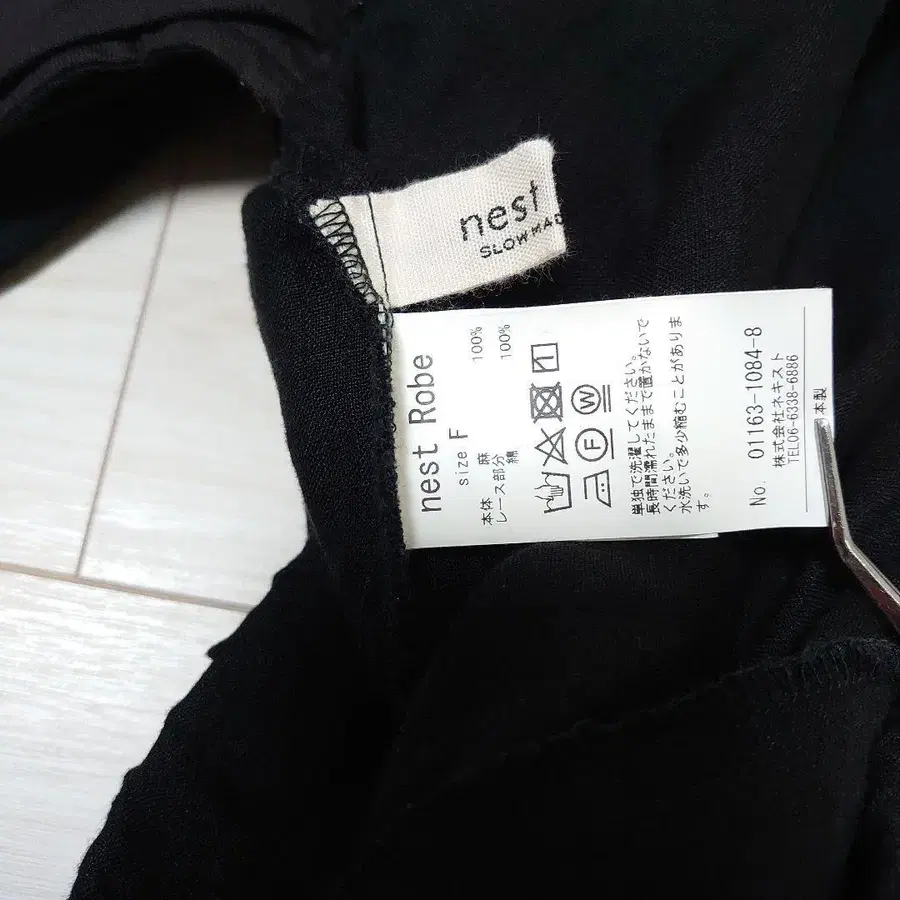 nest
SLOW MAD
nest Robe
size F
本体 麻 100%
レース部分 綿 100%
F W
単独で洗濯してください。
長時間濡れたままで置かないで
ください。
水洗いで多少縮むことがありま
す。
No. 01163-1084-8
株式会社ネキスト
TEL06-6338-6886
本製